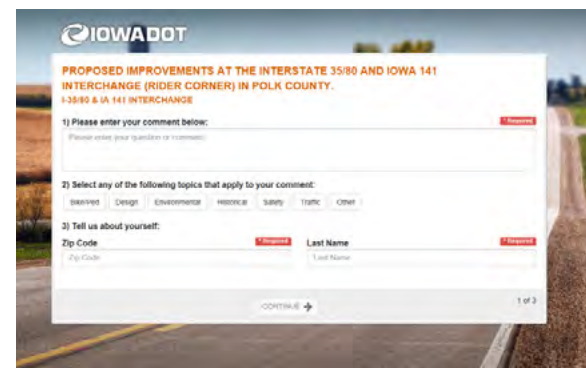 IOWADOT
PROPOSED IMPROVEMENTS AT THE INTERSTATE 35/80 AND IOWA 141
INTERCHANGE (RIDER CORNER) IN POLK COUNTY.
I-35/80 & IA 141 INTERCHANGE
1) Please enter your comment below: * Required
Please enter your question or comment.
2) Select any of the following topics that apply to your comment:
Bike/Ped Design Environmental Historical Safety Traffic Other
3) Tell us about yourself:
Zip Code * Required Last Name * Required
Zip Code Last Name
CONTINUE
1 of 3